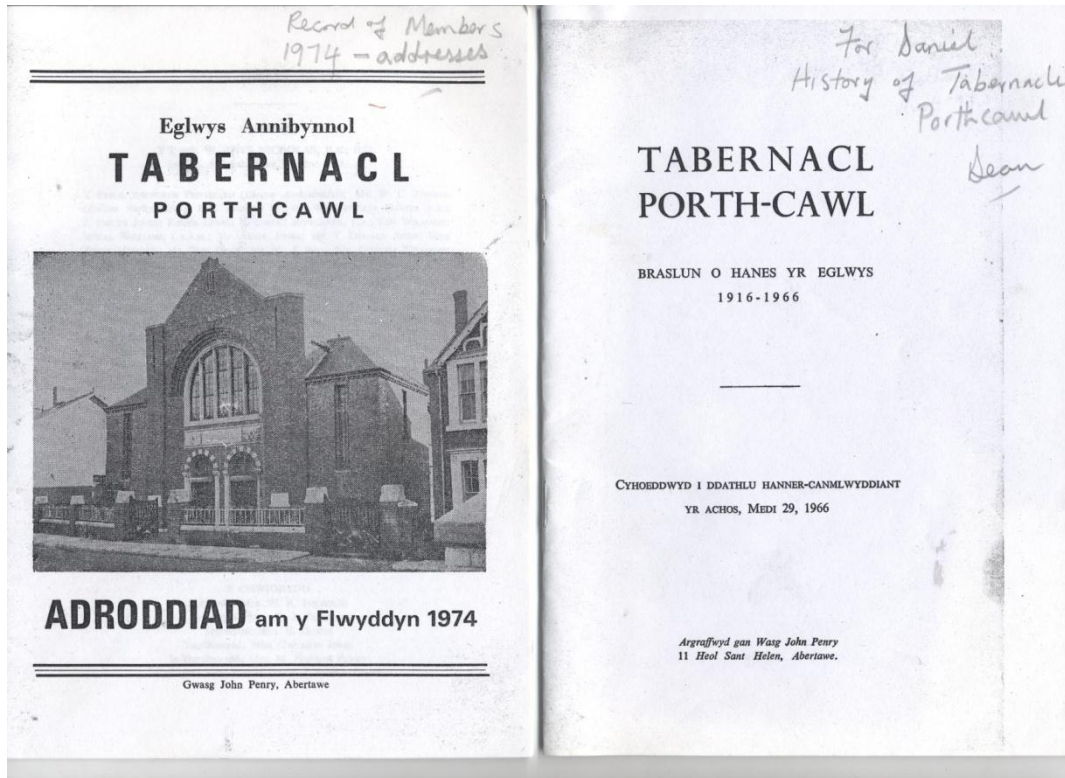 Record of Members
1974 - addresses
Eglwys Annibynnol
TABERNACL
PORTHCAWL
ADRODDIAD am y Flwyddyn 1974
Gwasg John Penry, Abertawe
For Daniel
History of Tabernacle
Porthcawl
Dean
TABERNACL
PORTH-CAWL
BRASLUN O HANES YR EGLWYS
1916-1966
CYHOEDDWYD I DDATHLU HANNER-CANMLWYDDIANT
YR ACHOS, MEDI 29, 1966
Argraffwyd gan Wasg John Penry
11 Heol Sant Helen, Abertawe.